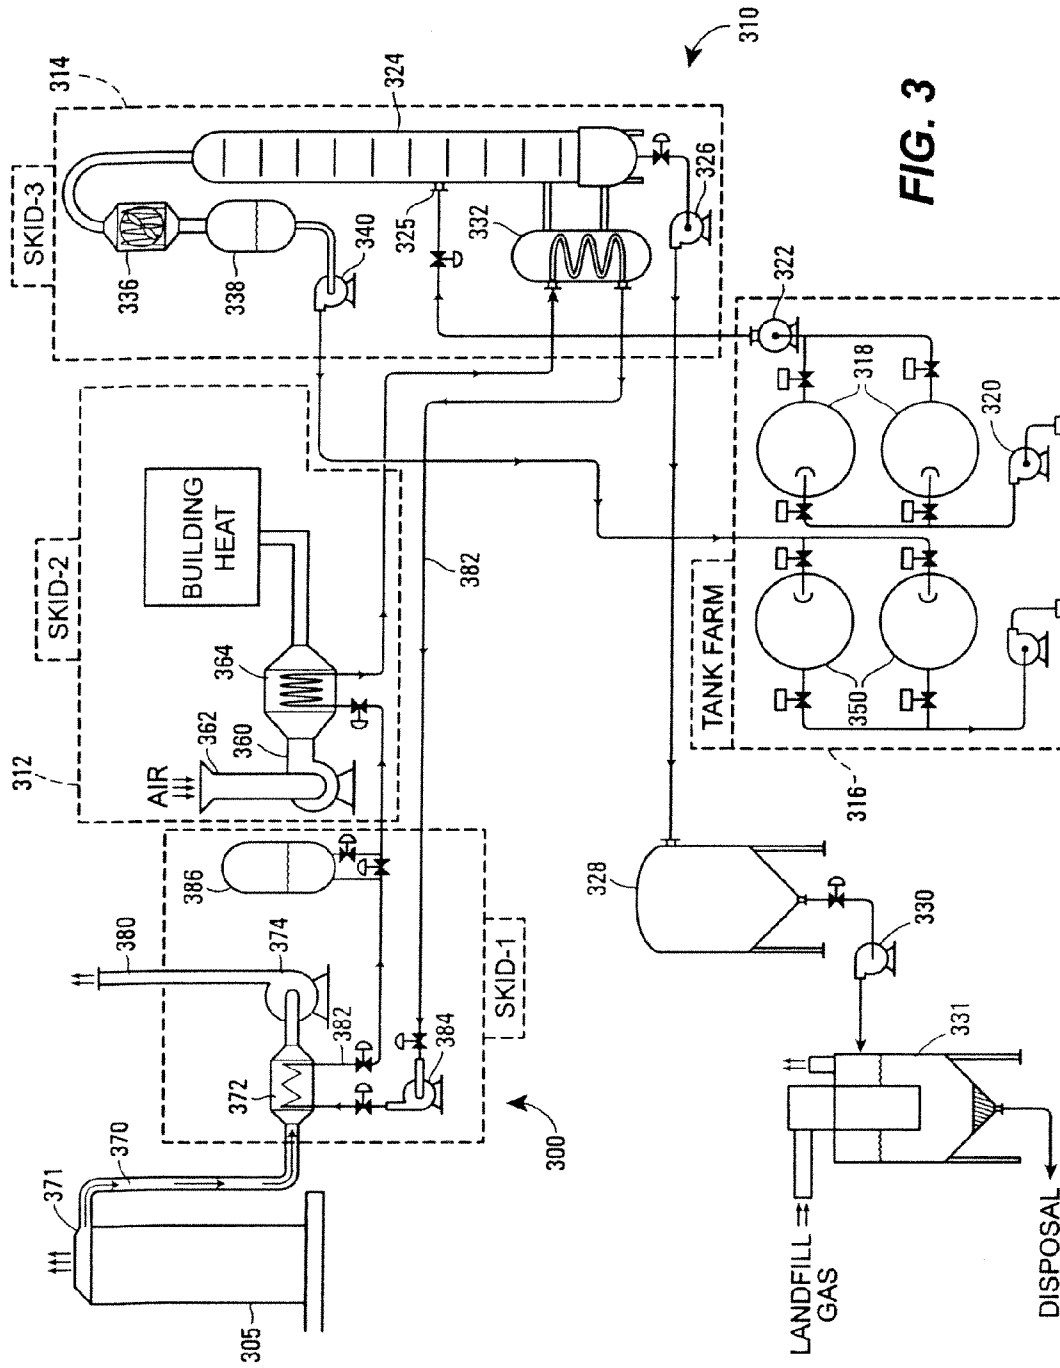 310
314
SKID-3
324
336
338
340
325
332
326
FIG. 3
322
318
320
312
SKID-2
BUILDING
HEAT
364
362
360
AIR
382
TANK FARM
350
316
386
380
374
382
372
384
SKID-1
300
370
371
305
328
330
331
LANDFILL
GAS
DISPOSAL